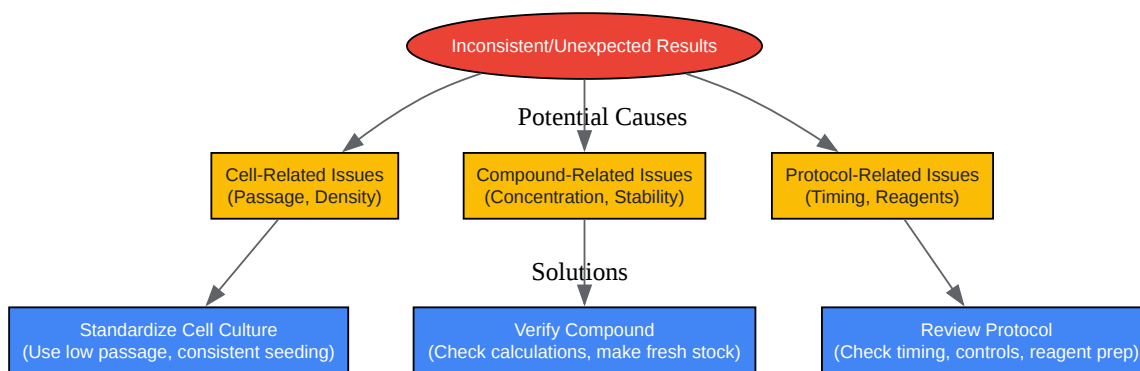 Inconsistent/Unexpected Results
Potential Causes
Cell-Related Issues
(Passage, Density)
Compound-Related Issues
(Concentration, Stability)
Protocol-Related Issues
(Timing, Reagents)
Solutions
Standardize Cell Culture
(Use low passage, consistent seeding)
Verify Compound
(Check calculations, make fresh stock)
Review Protocol
(Check timing, controls, reagent prep)